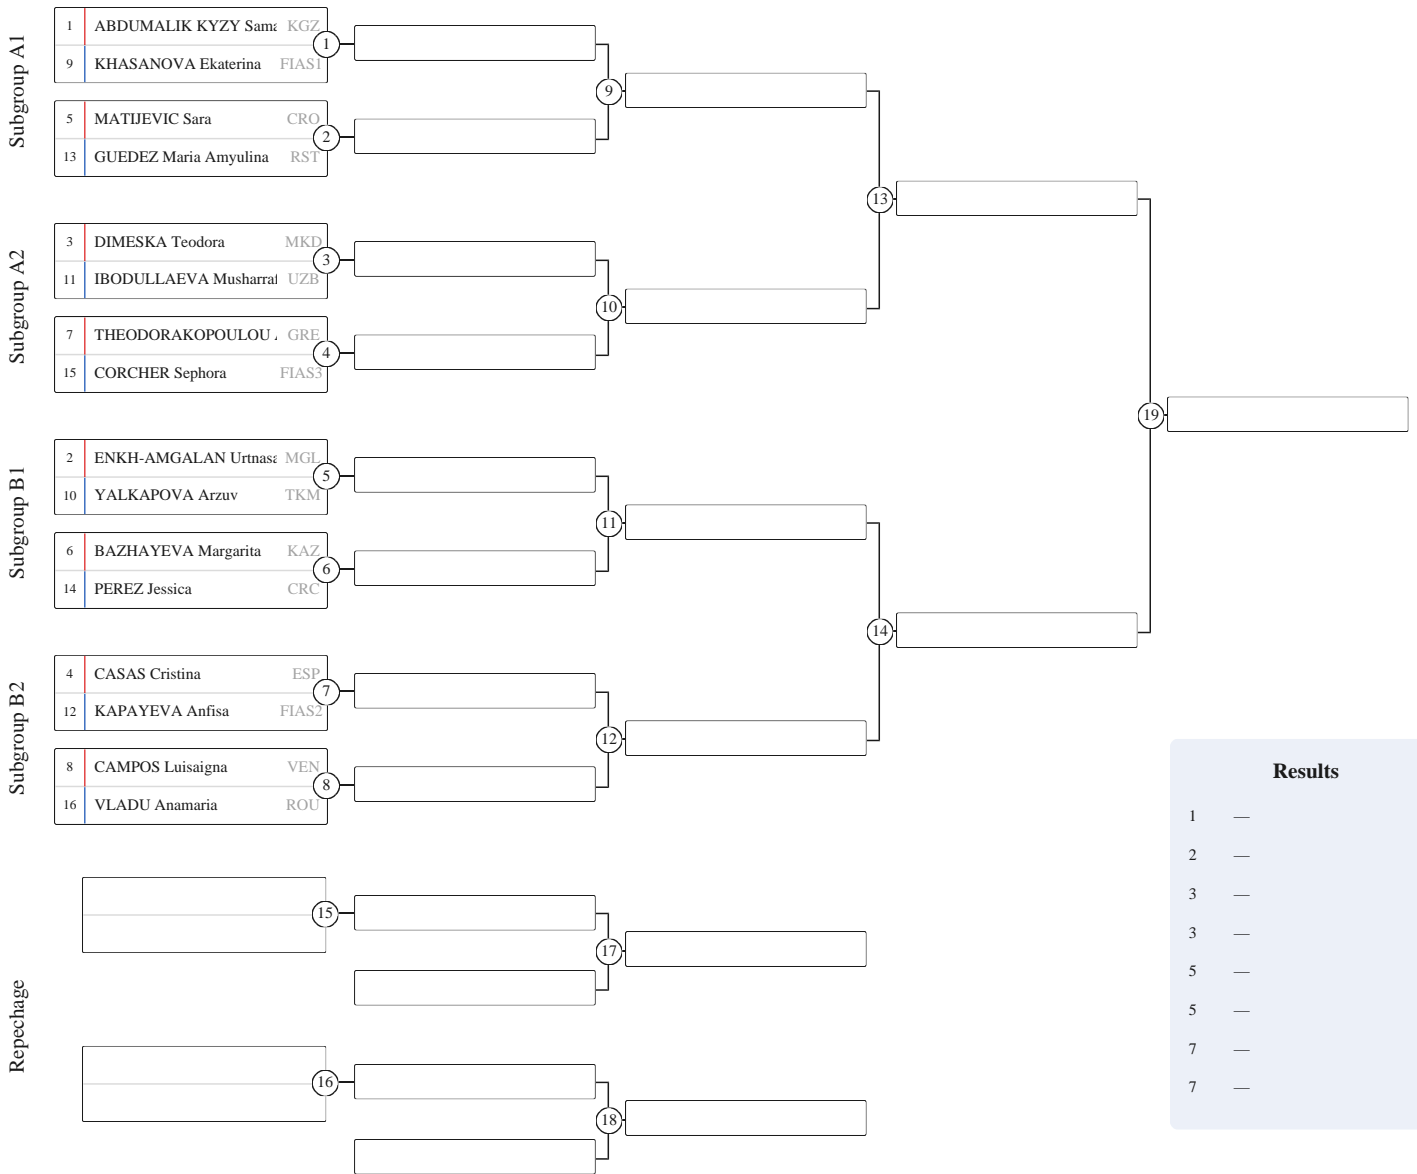 Subgroup A1
1 ABDUMALIK KYZY Sama KGZ
9 KHASANOVA Ekaterina FIAS1
1
5 MATIJEVIC Sara CRO
13 GUEDEZ Maria Amyulina RST
2
9
Subgroup A2
3 DIMESKA Teodora MKD
11 IBODULLAEVA Musharraf UZB
3
7 THEODORAKOPOULOU GRE
15 CORCHER Sephora FIAS3
4
10
13
Subgroup B1
2 ENKH-AMGALAN Urtnasa MGL
10 YALKAPOVA Arzuv TKM
5
6 BAZHAYEVA Margarita KAZ
14 PEREZ Jessica CRC
6
11
Subgroup B2
4 CASAS Cristina ESP
12 KAPAYEVA Anfisa FIAS2
7
8 CAMPOS Luisaigna VEN
16 VLADU Anamaria ROU
8
12
14
19
Repechage
15
17
16
18
Results
1 —
2 —
3 —
3 —
5 —
5 —
7 —
7 —